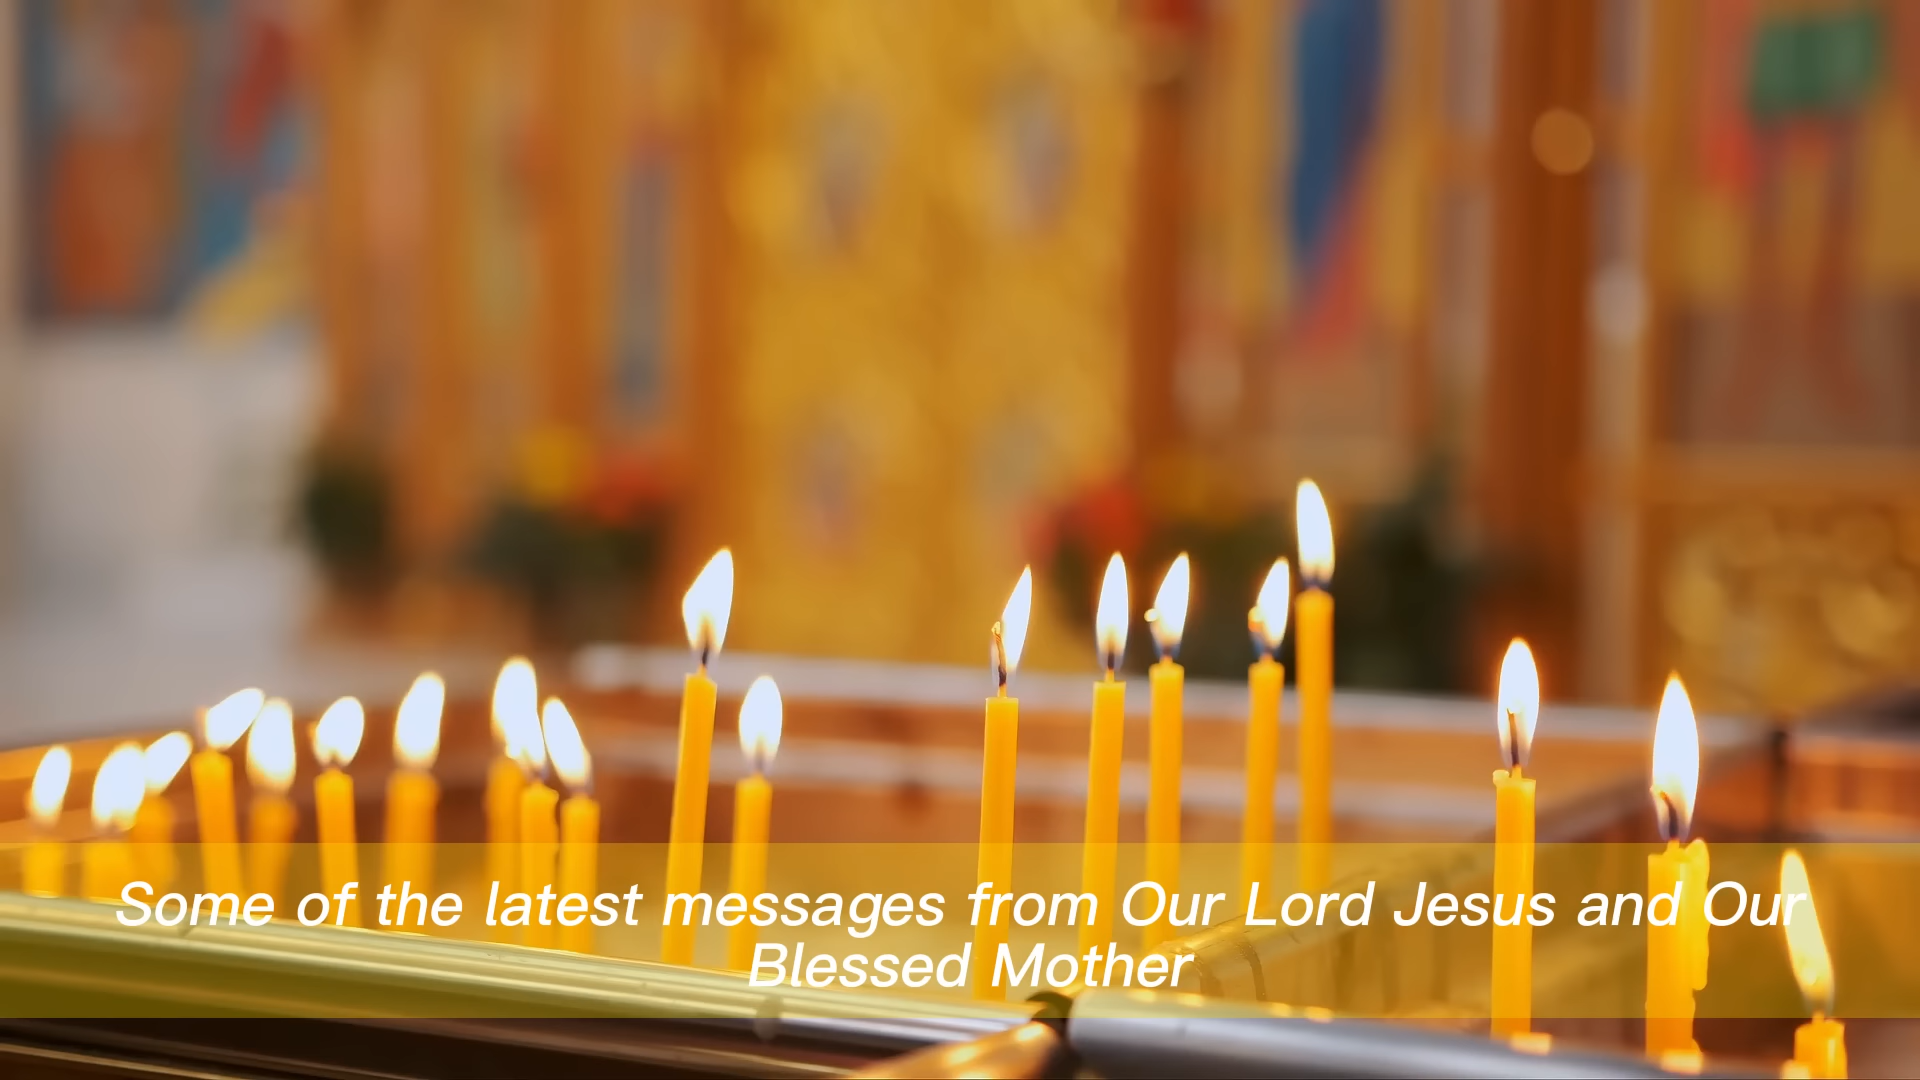 Some of the latest messages from Our Lord Jesus and Our
Blessed Mother